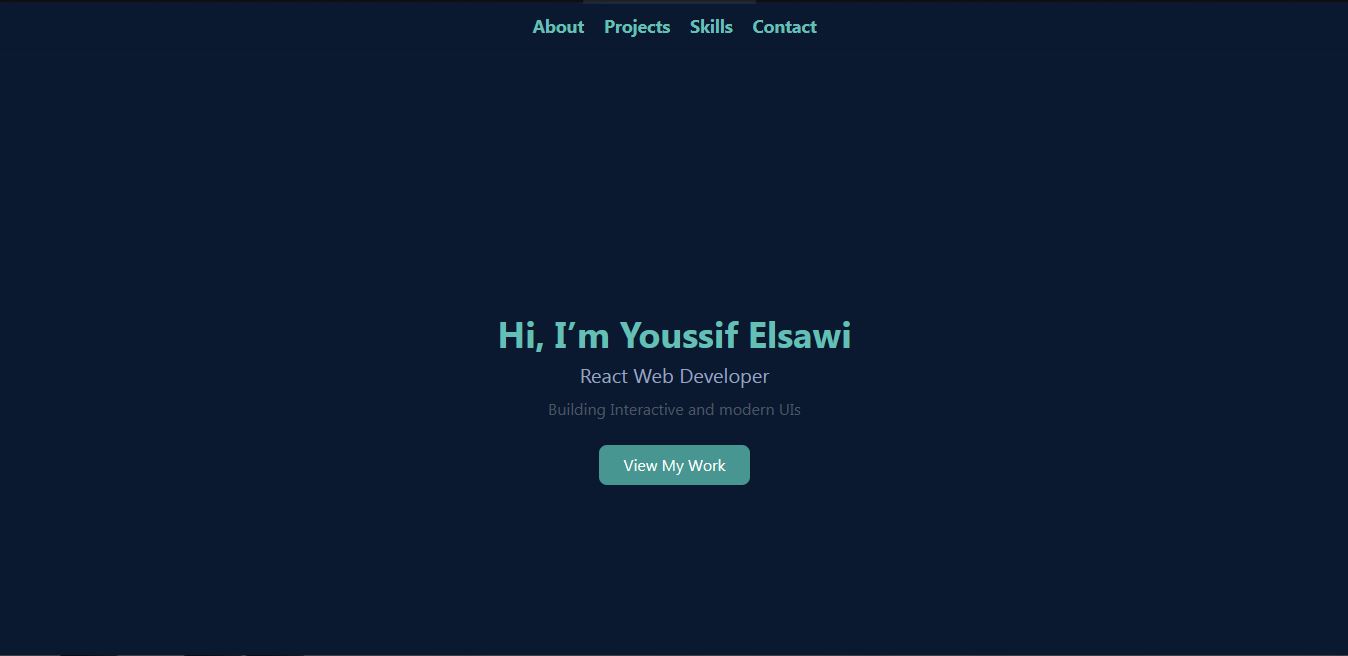 About Projects Skills Contact
Hi, I’m Youssif Elsawi
React Web Developer
Building Interactive and modern UIs
View My Work